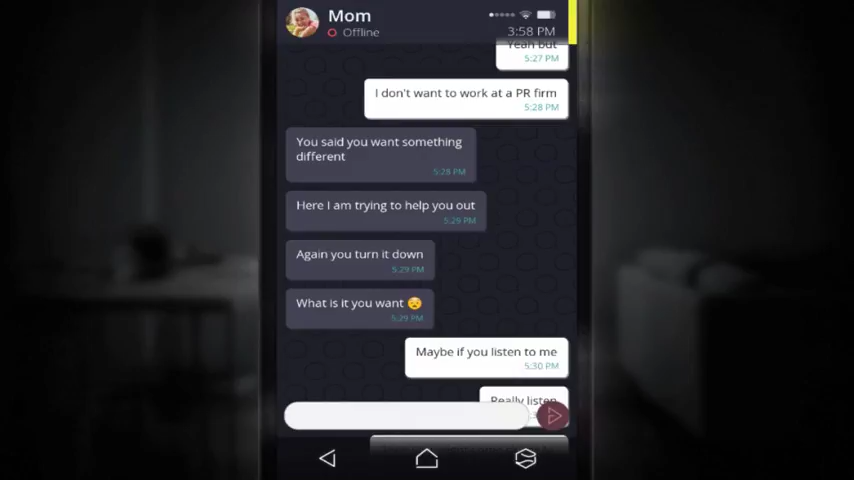 Mom
Offline
3:58 PM
Yeah but
5:27 PM
I don't want to work at a PR firm
5:28 PM
You said you want something
different
5:28 PM
Here I am trying to help you out
5:29 PM
Again you turn it down
5:29 PM
What is it you want 😒
5:29 PM
Maybe if you listen to me
5:30 PM
Really listen